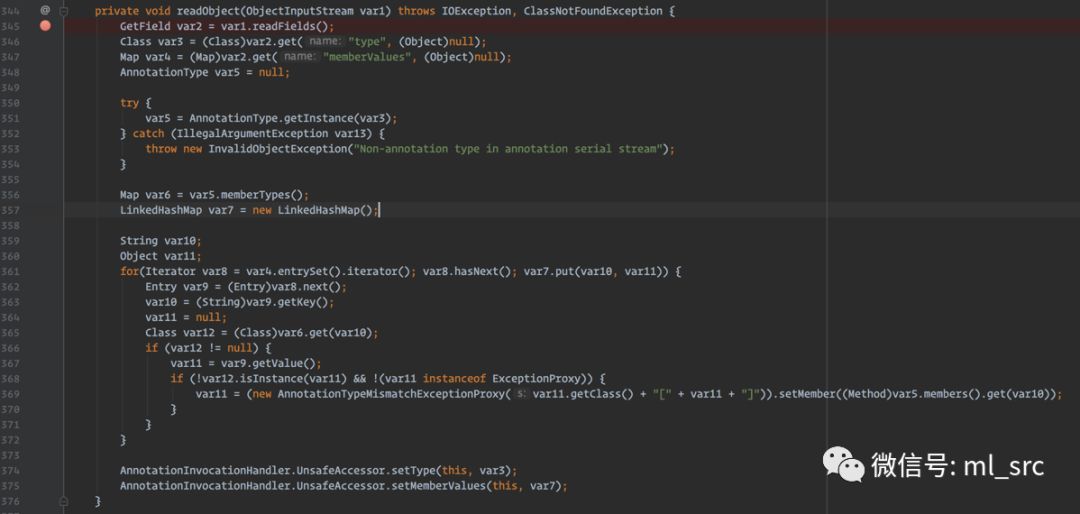 344 @ private void readObject(ObjectInputStream var1) throws IOException, ClassNotFoundException {
345 GetField var2 = var1.readFields();
346 Class var3 = (Class)var2.get( name: "type", (Object)null);
347 Map var4 = (Map)var2.get( name: "memberValues", (Object)null);
348 AnnotationType var5 = null;
349
350 try {
351 var5 = AnnotationType.getInstance(var3);
352 } catch (IllegalArgumentException var13) {
353 throw new InvalidObjectException("Non-annotation type in annotation serial stream");
354 }
355
356 Map var6 = var5.memberTypes();
357 LinkedHashMap var7 = new LinkedHashMap();
358
359 String var10;
360 Object var11;
361 for(Iterator var8 = var4.entrySet().iterator(); var8.hasNext(); var7.put(var10, var11)) {
362 Entry var9 = (Entry)var8.next();
363 var10 = (String)var9.getKey();
364 var11 = null;
365 Class var12 = (Class)var6.get(var10);
366 if (var12 != null) {
367 var11 = var9.getValue();
368 if (!var12.isInstance(var11) && !(var11 instanceof ExceptionProxy)) {
369 var11 = (new AnnotationTypeMismatchExceptionProxy( s: var11.getClass() + "[" + var11 + "]")).setMember((Method)var5.members().get(var10));
370 }
371 }
372 }
373
374 AnnotationInvocationHandler.UnsafeAccessor.setType(this, var3);
375 AnnotationInvocationHandler.UnsafeAccessor.setMemberValues(this, var7);
376 }
微信号: ml_src